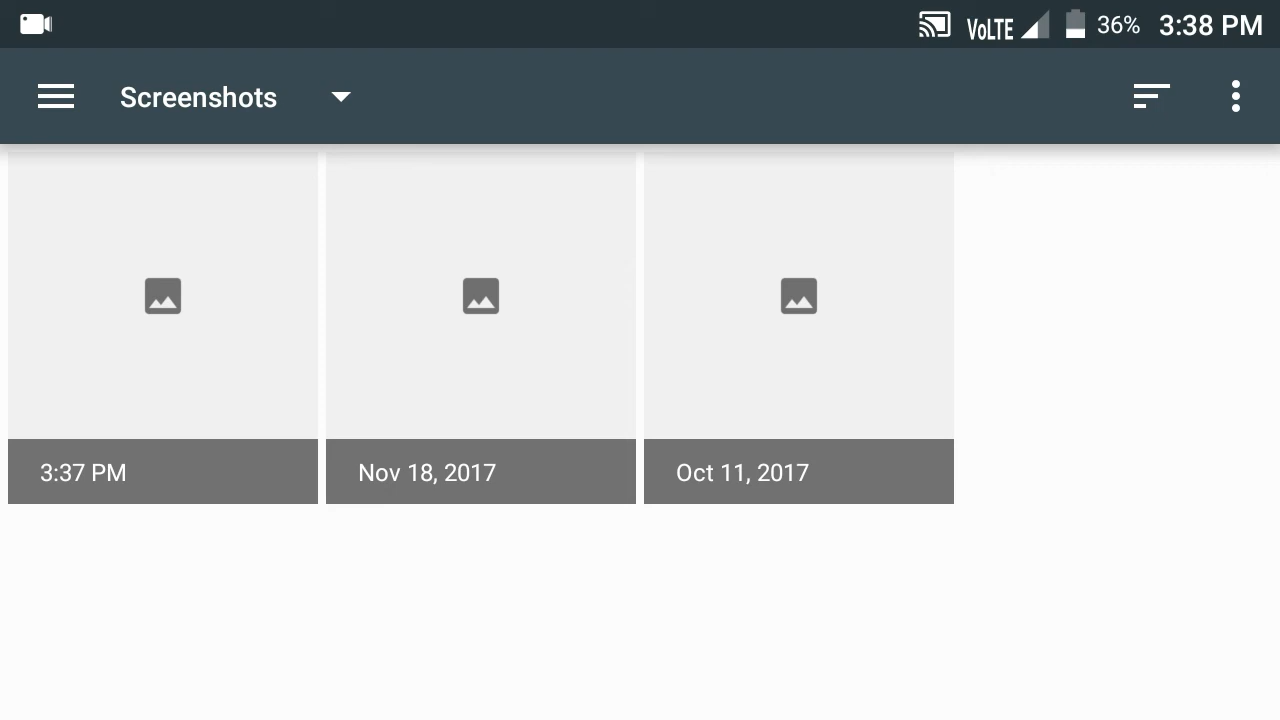 VoLTE 36% 3:38 PM
Screenshots
3:37 PM
Nov 18, 2017
Oct 11, 2017